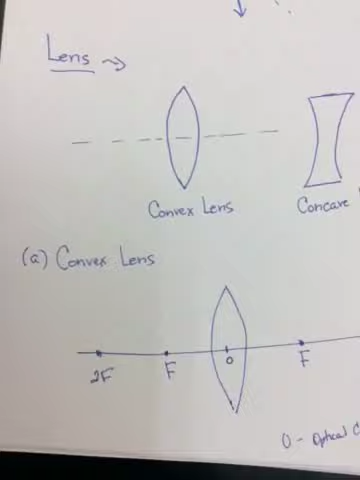 Lens
Convex Lens
Concave
(a) Convex Lens
2F F O F
O - Optical